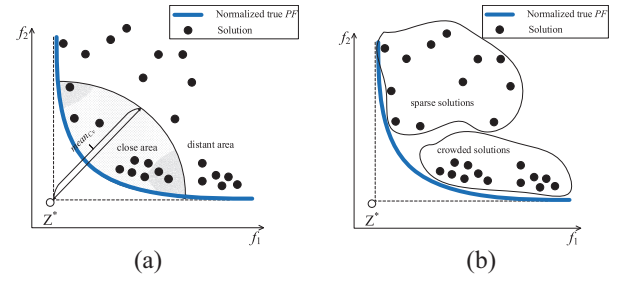 Normalized true PF
Solution
f2
mean_Cv
close area
distant area
Z*
f1
(a)
Normalized true PF
Solution
f2
sparse solutions
crowded solutions
Z*
f1
(b)